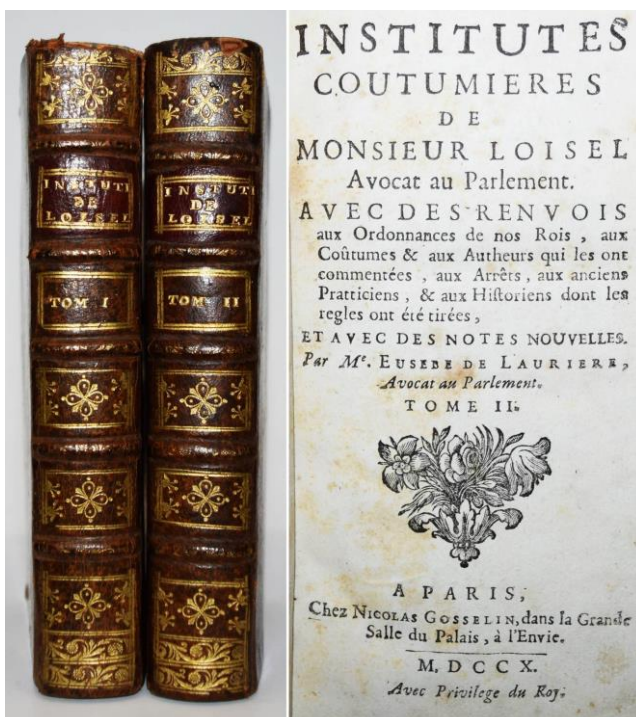 INSTITUTI
DE
LOISEL
TOM I
INSTITUTI
DE
LOISEL
TOM II
INSTITUTES
COUTUMIERES
DE
MONSIEUR LOISEL
Avocat au Parlement.
AVEC DES RENVOIS
aux Ordonnances de nos Rois, aux
Coûtumes & aux Autheurs qui les ont
commentées, aux Arrêts, aux anciens
Pratticiens, & aux Historiens dont les
regles ont été tirées,
ET AVEC DES NOTES NOUVELLES.
Par Me. EUSEBE DE LAURIERE,
Avocat au Parlement.
TOME II.
A PARIS,
Chez NICOLAS GOSSELIN, dans la Grande
Salle du Palais, à l'Envie.
M. DCCX.
Avec Privilege du Roy.